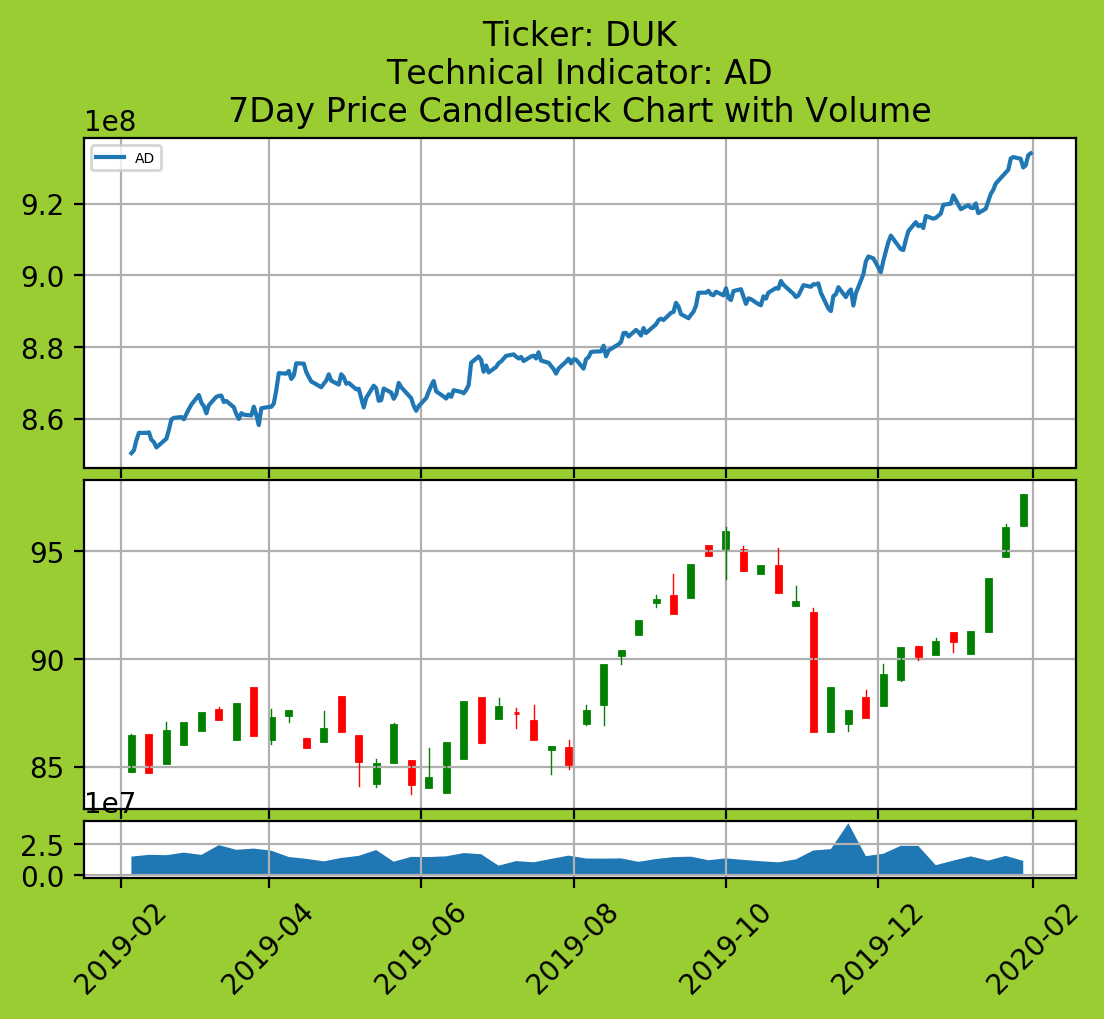 Ticker: DUK
Technical Indicator: AD
7Day Price Candlestick Chart with Volume
1e8
AD
9.2
9.0
8.8
8.6
95
90
85
1e7
2.5
0.0
2019-02
2019-04
2019-06
2019-08
2019-10
2019-12
2020-02